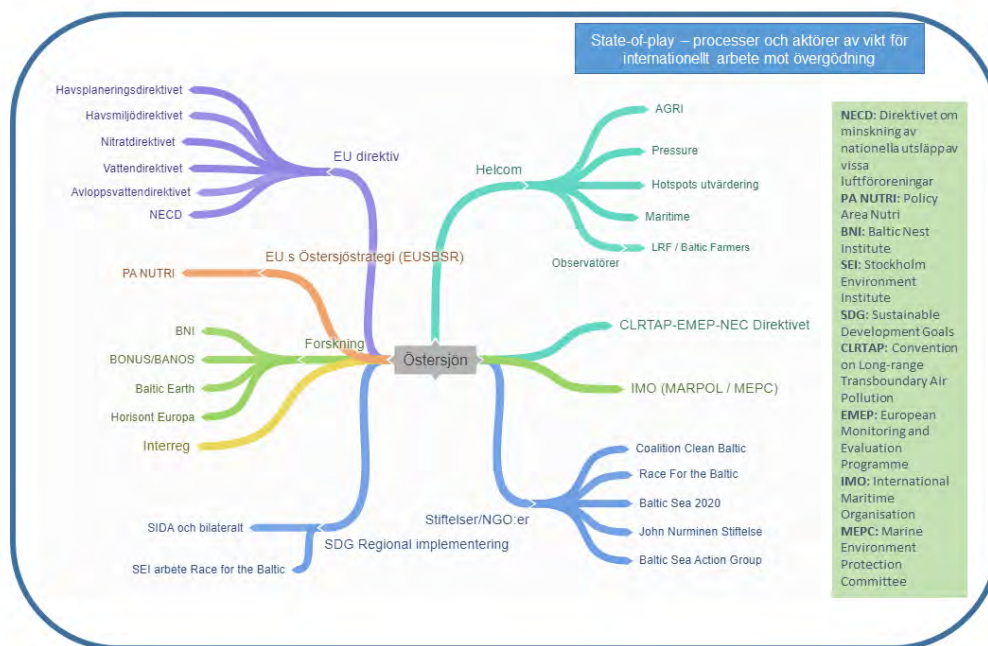 State-of-play – processer och aktörer av vikt för
internationellt arbete mot övergödning
Havsplaneringsdirektivet
Havsmiljödirektivet
Nitratdirektivet
Vattendirektivet
Avloppsvattendirektivet
NECD
EU direktiv
EU.s Östersjöstrategi (EUSBSR)
PA NUTRI
Forskning
BNI
BONUS/BANOS
Baltic Earth
Horisont Europa
Interreg
SIDA och bilateralt
SEI arbete Race for the Baltic
SDG Regional implementering
Östersjön
Helcom
AGRI
Pressure
Hotspots utvärdering
Maritime
LRF / Baltic Farmers
Observatörer
CLRTAP-EMEP-NEC Direktivet
IMO (MARPOL / MEPC)
Stiftelser/NGO:er
Coalition Clean Baltic
Race For the Baltic
Baltic Sea 2020
John Nurminen Stiftelse
Baltic Sea Action Group
NECD: Direktivet om
minskning av
nationella utsläpp av
vissa
luftföroreningar
PA NUTRI: Policy
Area Nutri
BNI: Baltic Nest
Institute
SEI: Stockholm
Environment
Institute
SDG: Sustainable
Development Goals
CLRTAP: Convention
on Long-range
Transboundary Air
Pollution
EMEP: European
Monitoring and
Evaluation
Programme
IMO: International
Maritime
Organisation
MEPC: Marine
Environment
Protection
Committee